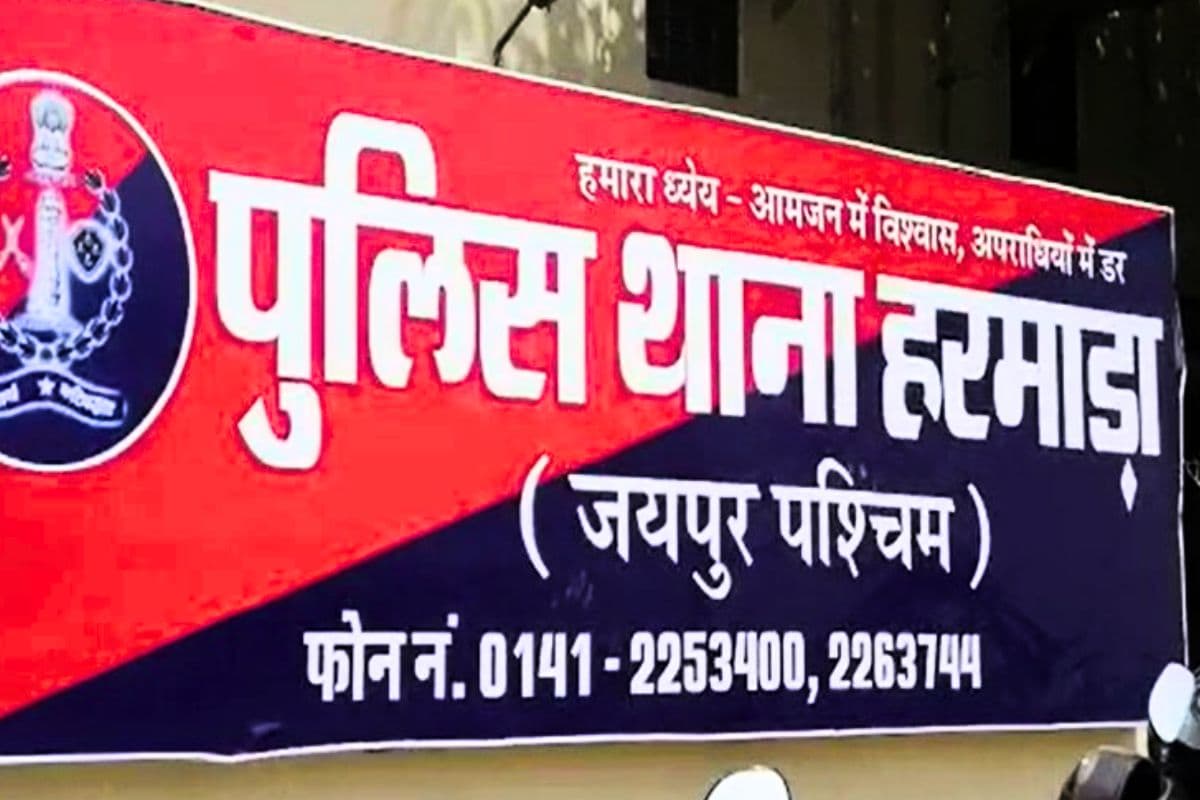 हमारा ध्येय - आमजन में विश्वास, अपराधियों में डर
पुलिस थाना हरमाड़ा
( जयपुर पश्चिम )
फोन नं. 0141 - 2253400, 2263744